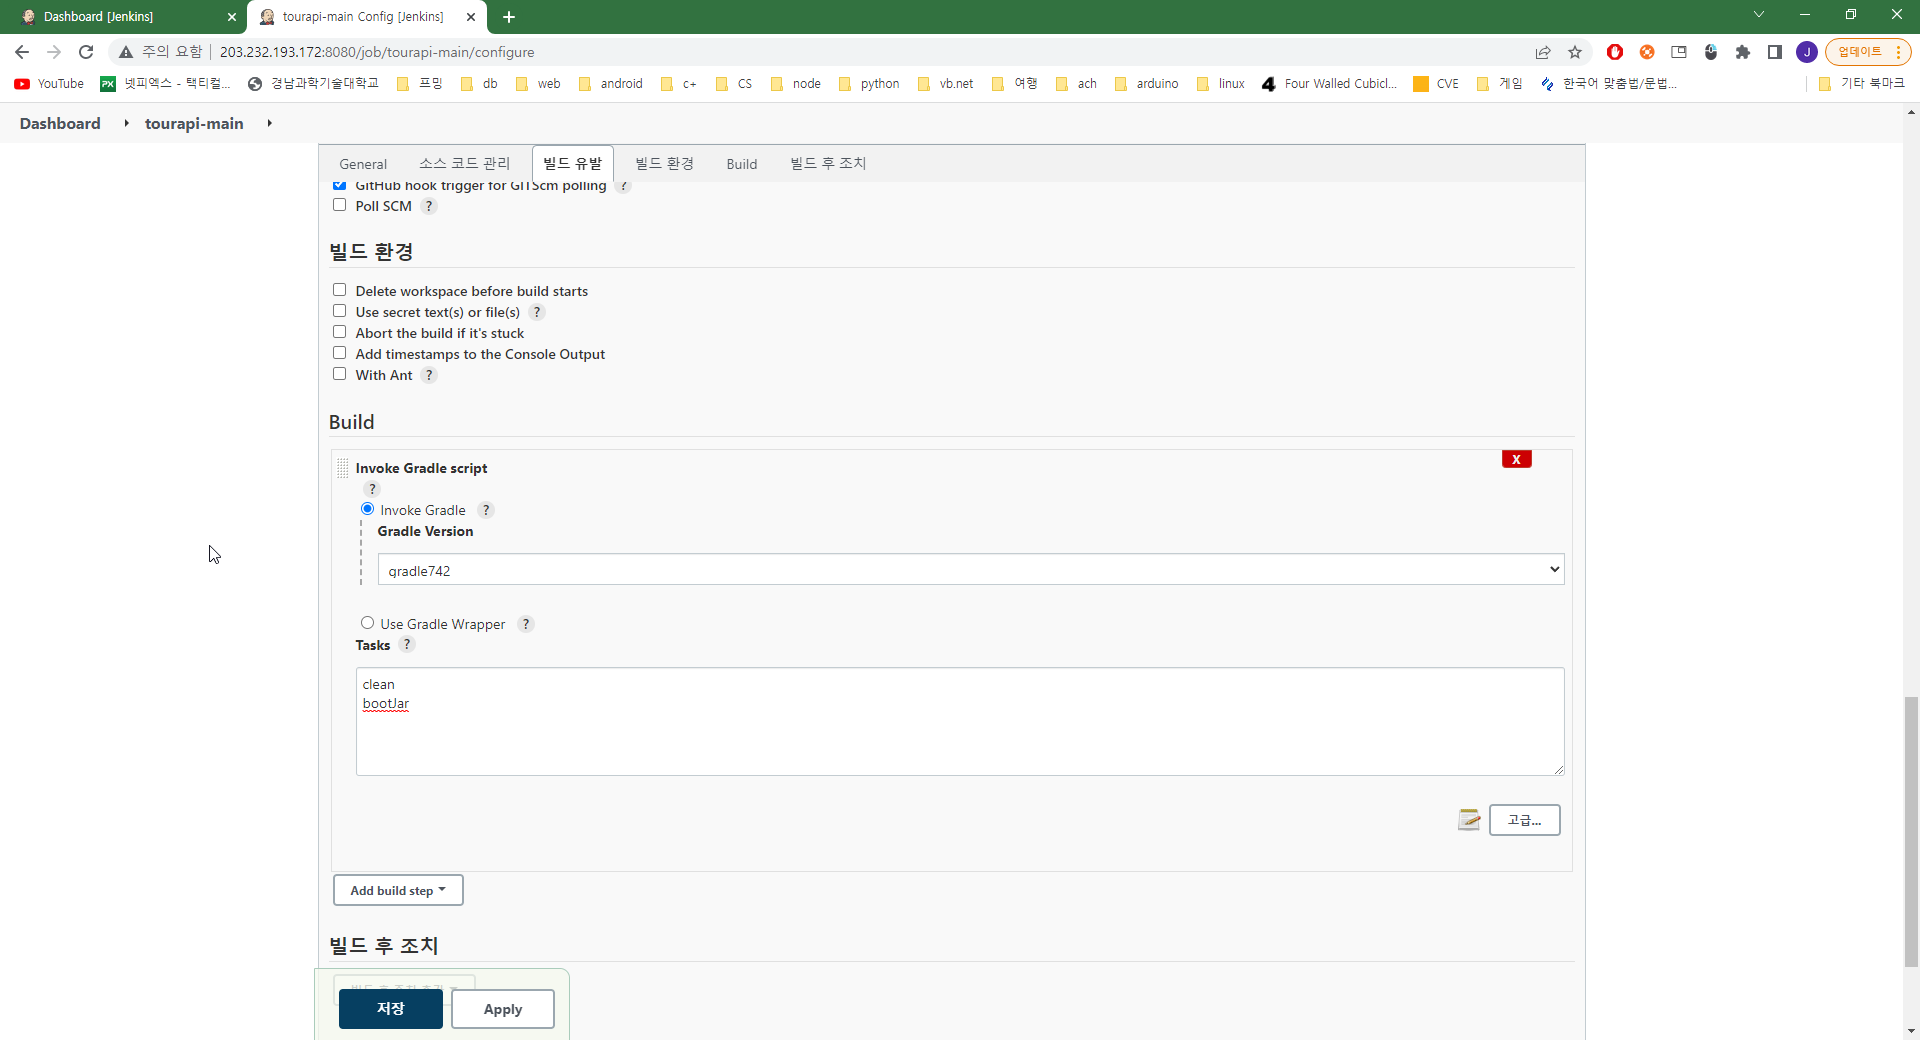 Dashboard [Jenkins]
tourapi-main Config [Jenkins]
주의 요함
203.232.193.172:8080/job/tourapi-main/configure
J
업데이트
YouTube
PX 넷피엑스 - 택티컬...
경남과학기술대학교
프밍
db
web
android
c+
CS
node
python
vb.net
여행
ach
arduino
linux
4 Four Walled Cubicl...
CVE
게임
한국어 맞춤법/문법...
기타 북마크
Dashboard
tourapi-main
General
소스 코드 관리
빌드 유발
빌드 환경
Build
빌드 후 조치
GitHub hook trigger for GITScm polling ?
Poll SCM ?
빌드 환경
Delete workspace before build starts
Use secret text(s) or file(s) ?
Abort the build if it's stuck
Add timestamps to the Console Output
With Ant ?
Build
Invoke Gradle script
X
?
Invoke Gradle ?
Gradle Version
gradle742
Use Gradle Wrapper ?
Tasks ?
clean
bootJar
고급...
Add build step
빌드 후 조치
저장
Apply